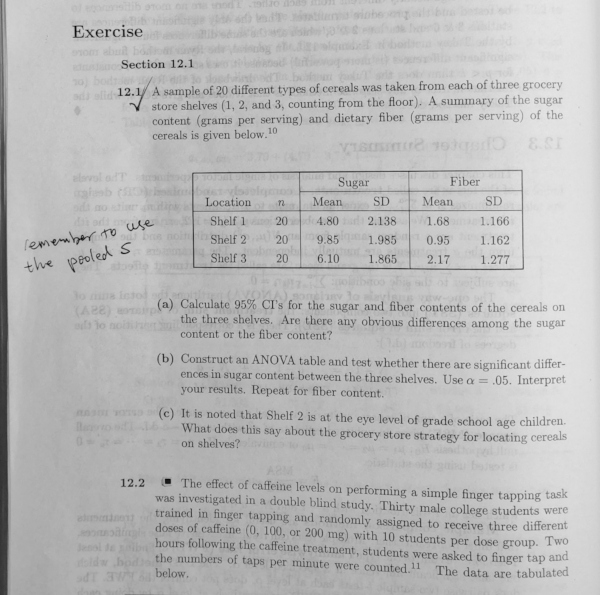 Exercise
Section 12.1
12.1 A sample of 20 different types of cereals was taken from each of three grocery
store shelves (1, 2, and 3, counting from the floor). A summary of the sugar
content (grams per serving) and dietary fiber (grams per serving) of the
cereals is given below.10
Sugar Fiber
Location n Mean SD Mean SD
Shelf 1 20 4.80 2.138 1.68 1.166
Shelf 2 20 9.85 1.985 0.95 1.162
Shelf 3 20 6.10 1.865 2.17 1.277
remember to use
the pooled S
(a) Calculate 95% CI's for the sugar and fiber contents of the cereals on
the three shelves. Are there any obvious differences among the sugar
content or the fiber content?
(b) Construct an ANOVA table and test whether there are significant differ-
ences in sugar content between the three shelves. Use α = .05. Interpret
your results. Repeat for fiber content.
(c) It is noted that Shelf 2 is at the eye level of grade school age children.
What does this say about the grocery store strategy for locating cereals
on shelves?
12.2 The effect of caffeine levels on performing a simple finger tapping task
was investigated in a double blind study. Thirty male college students were
trained in finger tapping and randomly assigned to receive three different
doses of caffeine (0, 100, or 200 mg) with 10 students per dose group. Two
hours following the caffeine treatment, students were asked to finger tap and
the numbers of taps per minute were counted.11 The data are tabulated
below.